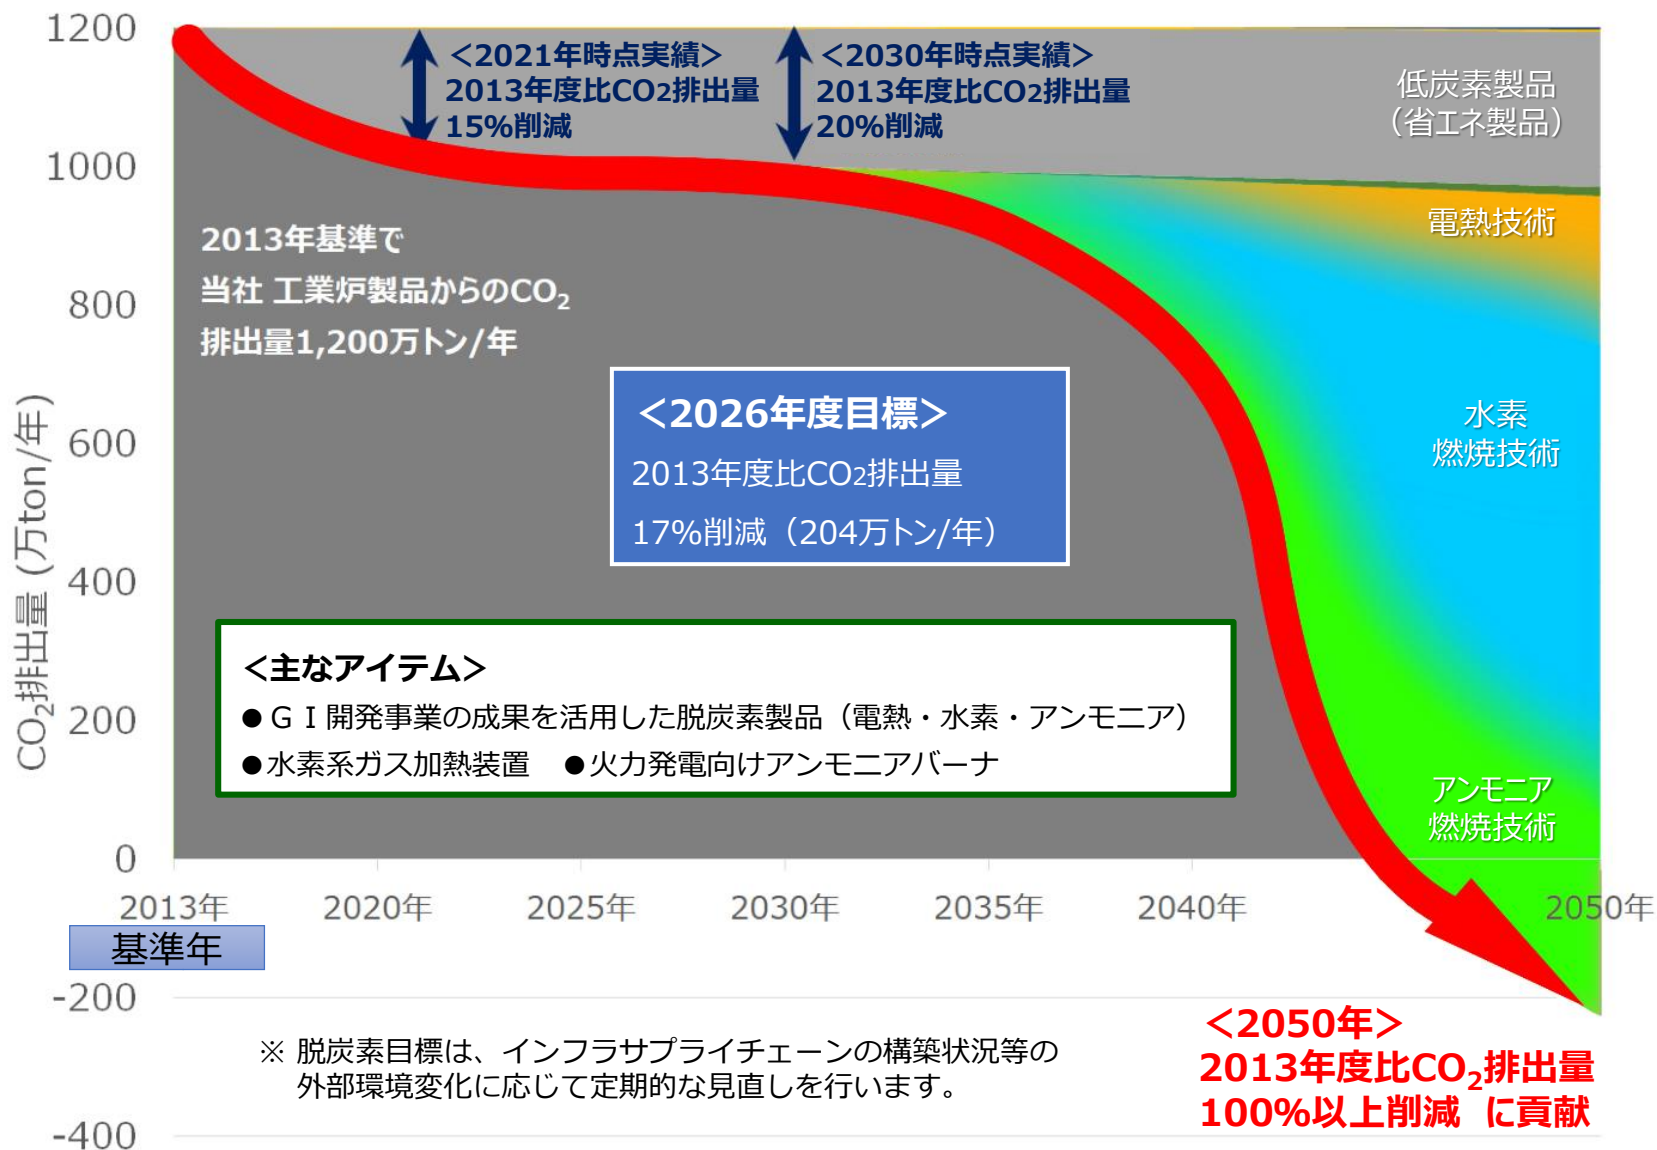 CO₂排出量 (万ton/年)
1200
1000
800
600
400
200
0
-200
-400
＜2021年時点実績＞
2013年度比CO2排出量
15%削減
＜2030年時点実績＞
2013年度比CO2排出量
20%削減
低炭素製品
（省エネ製品）
電熱技術
水素
燃焼技術
アンモニア
燃焼技術
2013年基準で
当社 工業炉製品からのCO₂
排出量1,200万トン/年
＜2026年度目標＞
2013年度比CO2排出量
17%削減（204万トン/年）
＜主なアイテム＞
●ＧＩ開発事業の成果を活用した脱炭素製品（電熱・水素・アンモニア）
●水素系ガス加熱装置　●火力発電向けアンモニアバーナ
2013年
2020年
2025年
2030年
2035年
2040年
2050年
基準年
※ 脱炭素目標は、インフラサプライチェーンの構築状況等の
外部環境変化に応じて定期的な見直しを行います。
＜2050年＞
2013年度比CO₂排出量
100%以上削減 に貢献